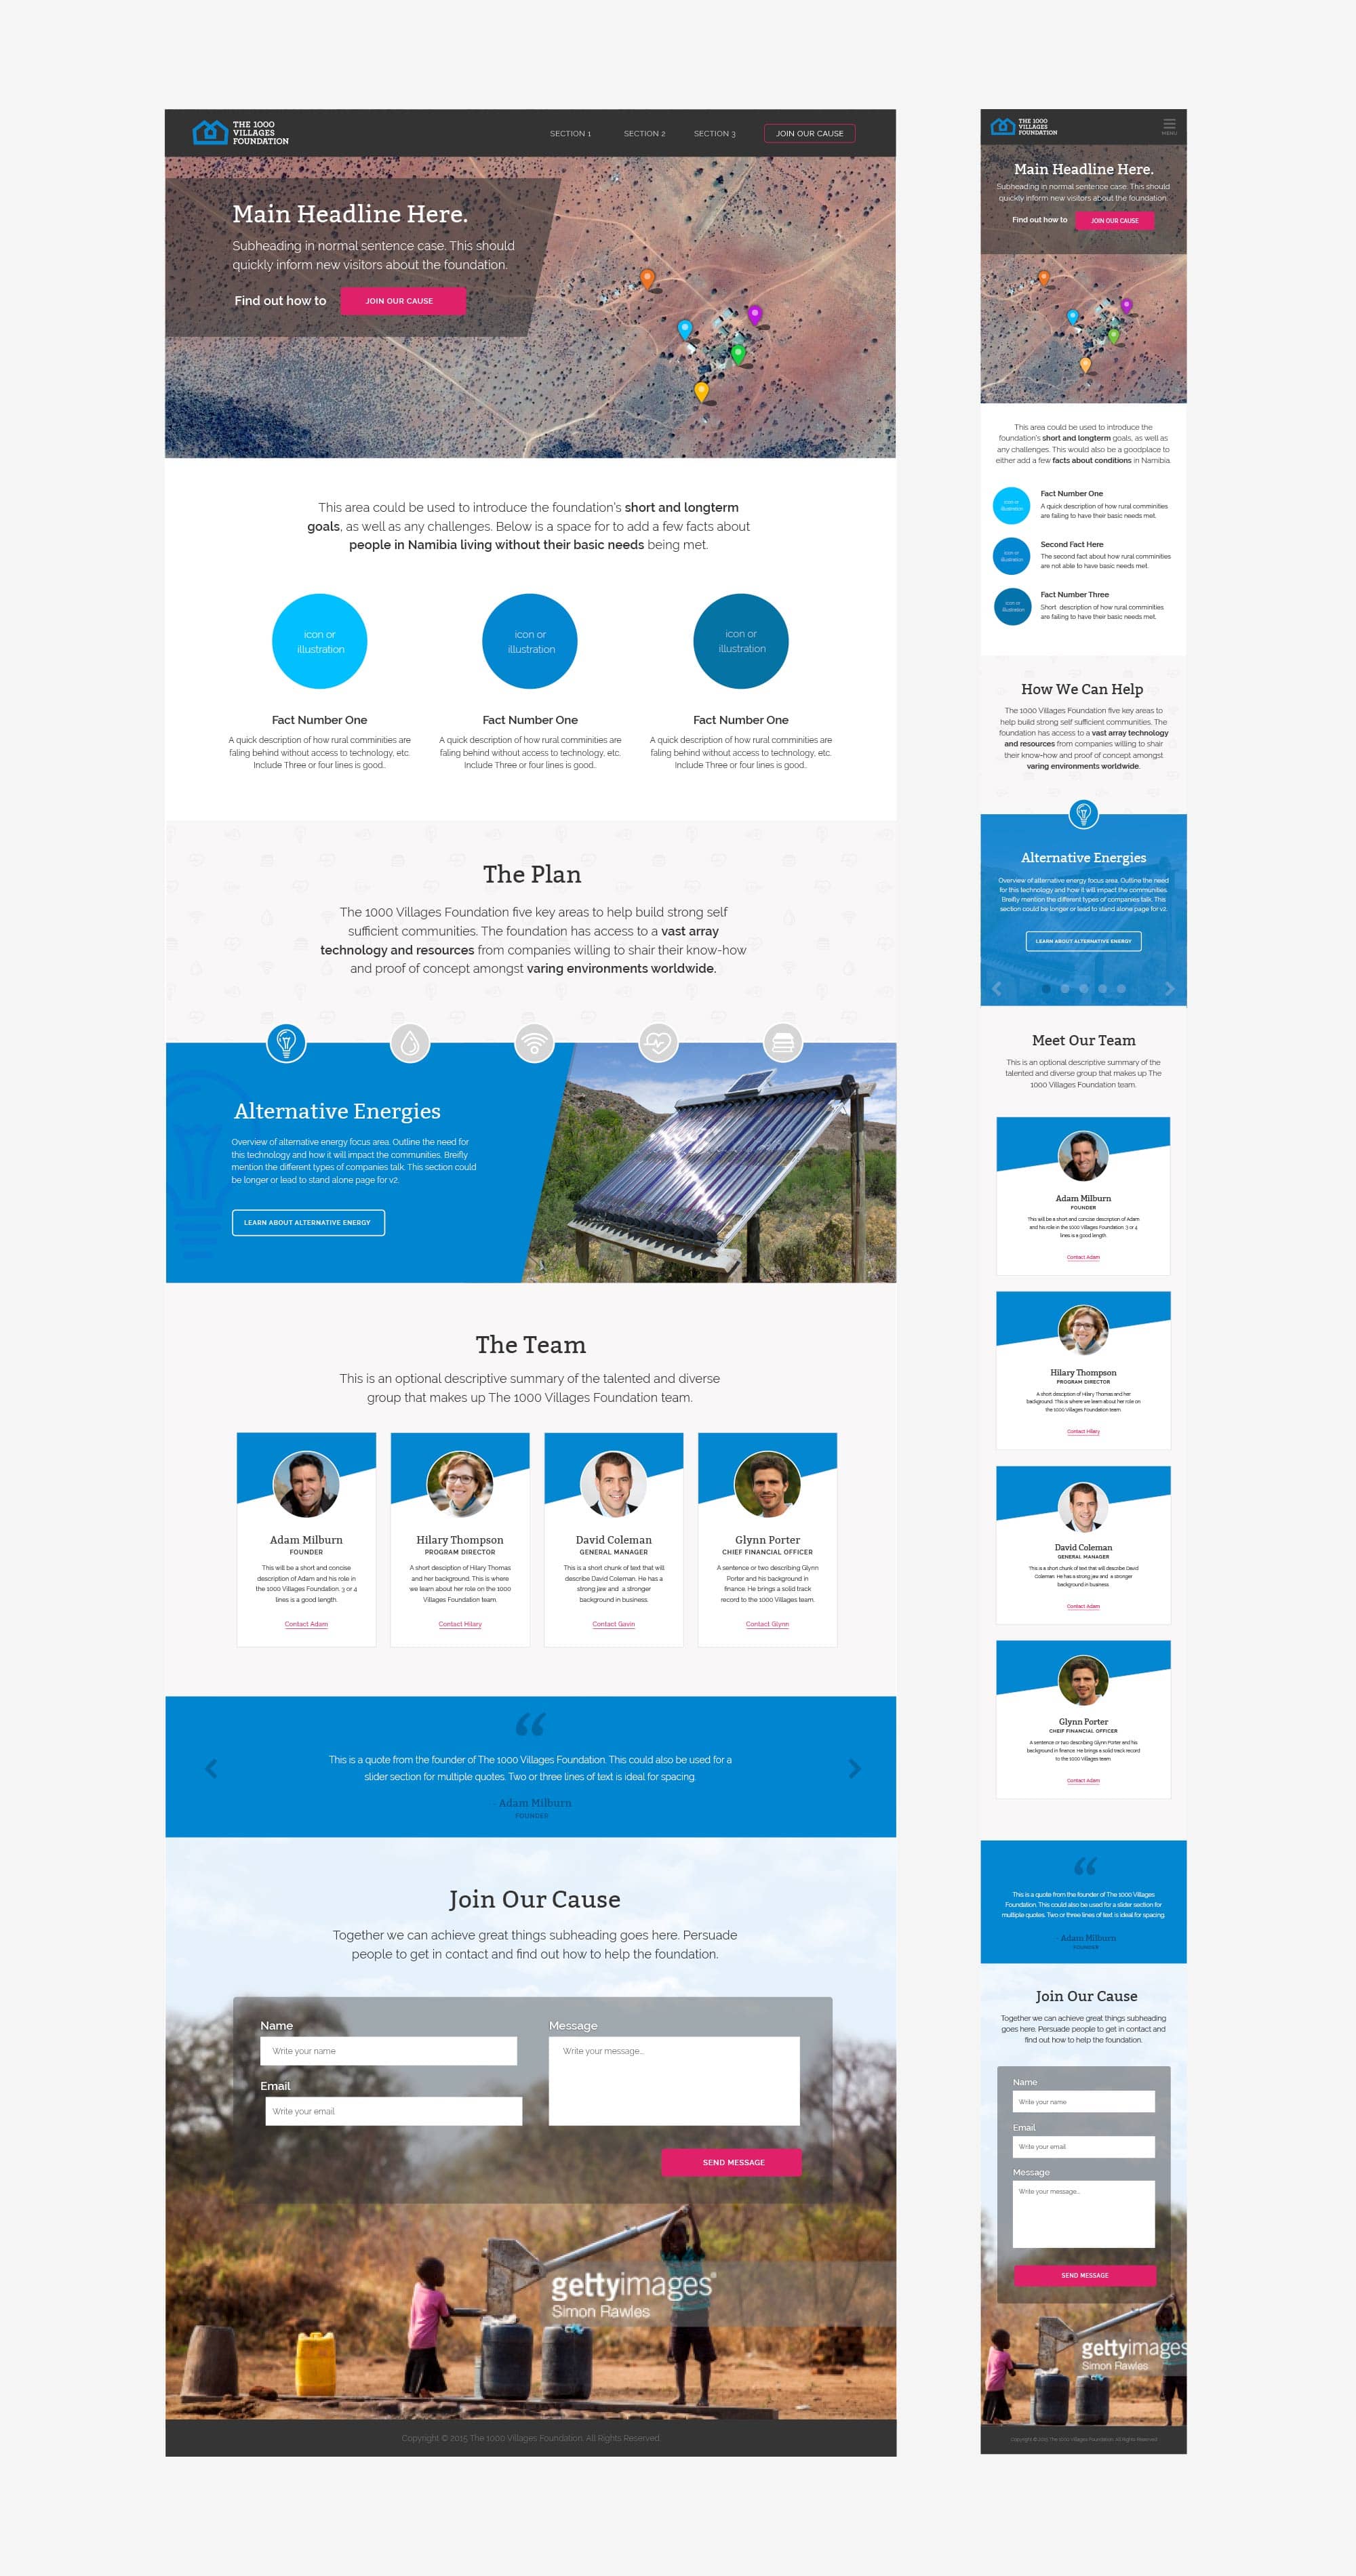 THE 1000
VILLAGES
FOUNDATION
SECTION 1
SECTION 2
SECTION 3
JOIN OUR CAUSE
Main Headline Here.
Subheading in normal sentence case. This should
quickly inform new visitors about the foundation.
Find out how to
JOIN OUR CAUSE
This area could be used to introduce the foundation's short and longterm
goals, as well as any challenges. Below is a space for to add a few facts about
people in Namibia living without their basic needs being met.
icon or
illustration
icon or
illustration
icon or
illustration
Fact Number One
A quick description of how rural comminities are
faling behind without access to technology, etc.
Include Three or four lines is good..
Fact Number One
A quick description of how rural comminities are
faling behind without access to technology, etc.
Include Three or four lines is good..
Fact Number One
A quick description of how rural comminities are
faling behind without access to technology, etc.
Include Three or four lines is good..
The Plan
The 1000 Villages Foundation five key areas to help build strong self
sufficient communities. The foundation has access to a vast array
technology and resources from companies willing to shair their know-how
and proof of concept amongst varing environments worldwide.
Alternative Energies
Overview of alternative energy focus area. Outline the need for
this technology and how it will impact the communities. Breifly
mention the different types of companies talk. This section could
be longer or lead to stand alone page for v2.
LEARN ABOUT ALTERNATIVE ENERGY
The Team
This is an optional descriptive summary of the talented and diverse
group that makes up The 1000 Villages Foundation team.
Adam Milburn
FOUNDER
This will be a short and concise
description of Adam and his role in
the 1000 Villages Foundation. 3 or 4
lines is a good length.
Contact Adam
Hilary Thompson
PROGRAM DIRECTOR
A short desciption of Hilary Thomas
and her background. This is where
we learn about her role on the 1000
Villages Foundation team.
Contact Hilary
David Coleman
GENERAL MANAGER
This is a short chunk of text that will
describe David Coleman. He has a
strong jaw and a stronger
background in business.
Contact Gavin
Glynn Porter
CHIEF FINANCIAL OFFICER
A sentence or two describing Glynn
Porter and his background in
finance. He brings a solid track
record to the 1000 Villages team.
Contact Glynn
“
This is a quote from the founder of The 1000 Villages Foundation. This could also be used for a
slider section for multiple quotes. Two or three lines of text is ideal for spacing.
- Adam Milburn
FOUNDER
Join Our Cause
Together we can achieve great things subheading goes here. Persuade
people to get in contact and find out how to help the foundation.
Name
Write your name
Email
Write your email
Message
Write your message...
SEND MESSAGE
gettyimages®
Simon Rawles
Copyright © 2015 The 1000 Villages Foundation. All Rights Reserved.
THE 1000
VILLAGES
FOUNDATION
MENU
Main Headline Here.
Subheading in normal sentence case. This should
quickly inform new visitors about the foundation.
Find out how to
JOIN OUR CAUSE
This area could be used to introduce the
foundation's short and longterm goals, as well as
any challenges. This would also be a goodplace to
either add a few facts about conditions in Namibia.
icon or
illustration
Fact Number One
A quick description of how rural comminities
are faling to have their basic needs met.
icon or
illustration
Second Fact Here
The second fact about how rural comminities
are not able to have basic needs met.
icon or
illustration
Fact Number Three
Short description of how rural comminities
are faling to have their basic needs met.
How We Can Help
The 1000 Villages Foundation five key areas to
help build strong self sufficient communities. The
foundation has access to a vast array technology
and resources from companies willing to shair
their know-how and proof of concept amongst
varing environments worldwide.
Alternative Energies
Overview of alternative energy focus area. Outline the need
for this technology and how it will impact the communities.
Breifly mention the different types of companies talk. This
section could be longer or lead to stand alone page for v2.
LEARN ABOUT ALTERNATIVE ENERGY
Meet Our Team
This is an optional descriptive summary of the
talented and diverse group that makes up The
1000 Villages Foundation team.
Adam Milburn
FOUNDER
This will be a short and concise description of Adam
and his role in the 1000 Villages Foundation. 3 or 4
lines is a good length.
Contact Adam
Hilary Thompson
PROGRAM DIRECTOR
A short desciption of Hilary Thomas and her
background. This is where we learn about her role on
the 1000 Villages Foundation team.
Contact Hilary
David Coleman
GENERAL MANAGER
This is a short chunk of text that will describe David
Coleman. He has a strong jaw and a stronger
background in business.
Contact Adam
Glynn Porter
CHEIF FINANCIAL OFFICER
A sentence or two describing Glynn Porter and his
background in finance. He brings a solid track record
to the 1000 Villages team.
Contact Adam
“
This is a quote from the founder of The 1000 Villages
Foundation. This could also be used for a slider section for
multiple quotes. Two or three lines of text is ideal for spacing.
Adam Milburn
FOUNDER
Join Our Cause
Together we can achieve great things subheading
goes here. Persuade people to get in contact and
find out how to help the foundation.
Name
Write your name
Email
Write your email
Message
Write your message...
SEND MESSAGE
gettyimages
Simon Rawles
Copyright © 2015 The 1000 Villages Foundation. All Rights Reserved.